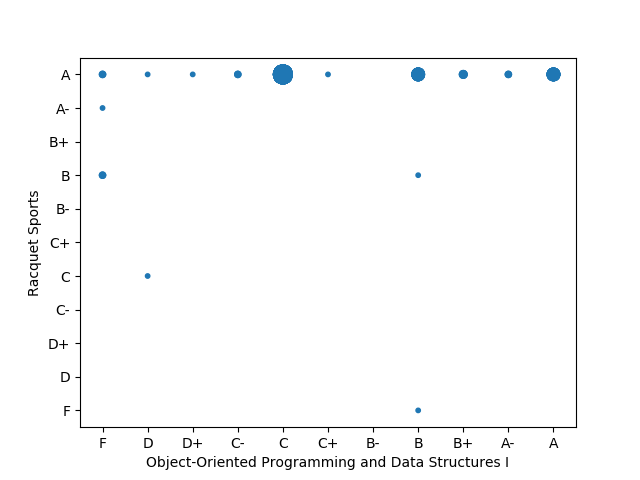 A
A-
B+
B
B-
C+
C
C-
D+
D
F
Racquet Sports
F D D+ C- C C+ B- B B+ A- A
Object-Oriented Programming and Data Structures I